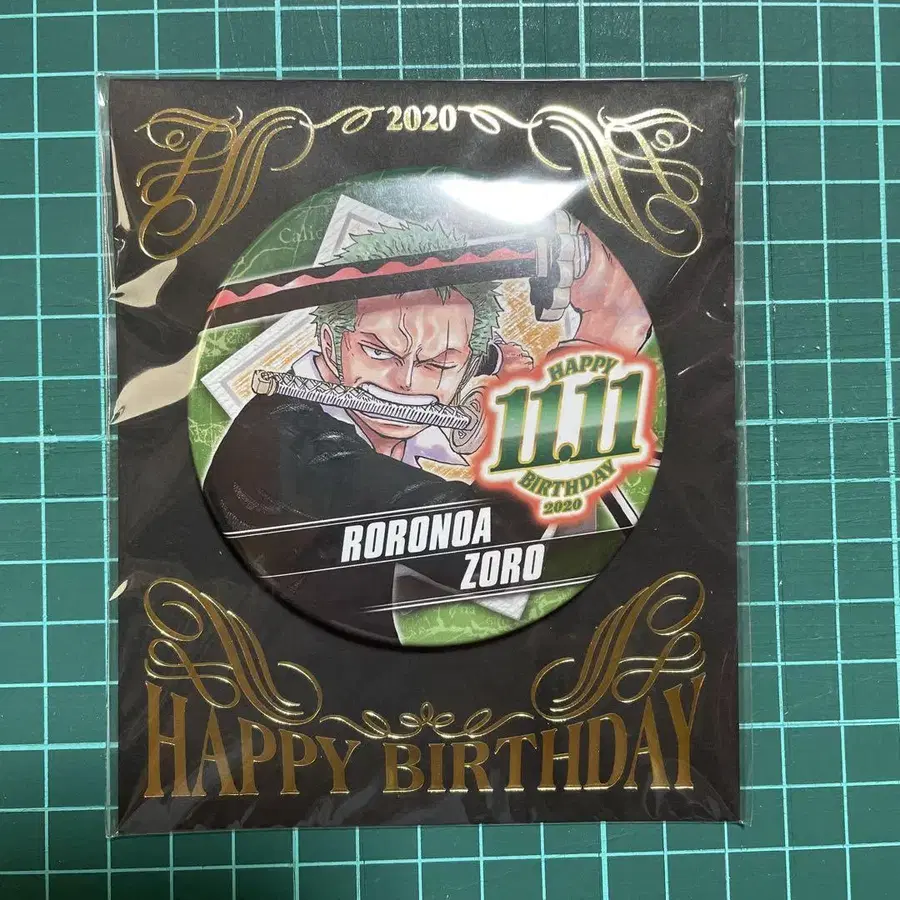 2020
HAPPY
11.11
BIRTHDAY
2020
RORONOA
ZORO
HAPPY BIRTHDAY